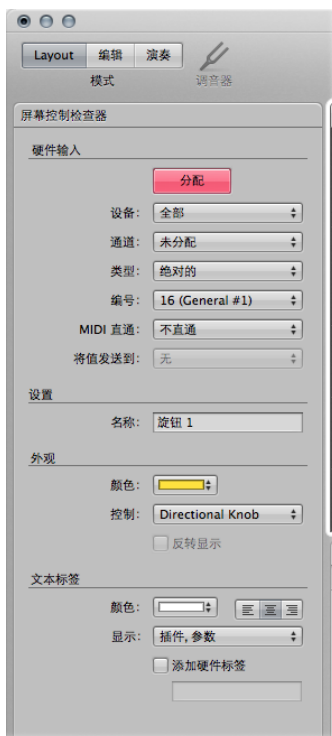 Layout 编辑 演奏
模式 调音器
屏幕控制检查器
硬件输入
分配
设备: 全部
通道: 未分配
类型: 绝对的
编号: 16 (General #1)
MIDI 直通: 不直通
将值发送到: 无
设置
名称: 旋钮 1
外观
颜色:
控制: Directional Knob
反转显示
文本标签
颜色:
显示: 插件, 参数
添加硬件标签